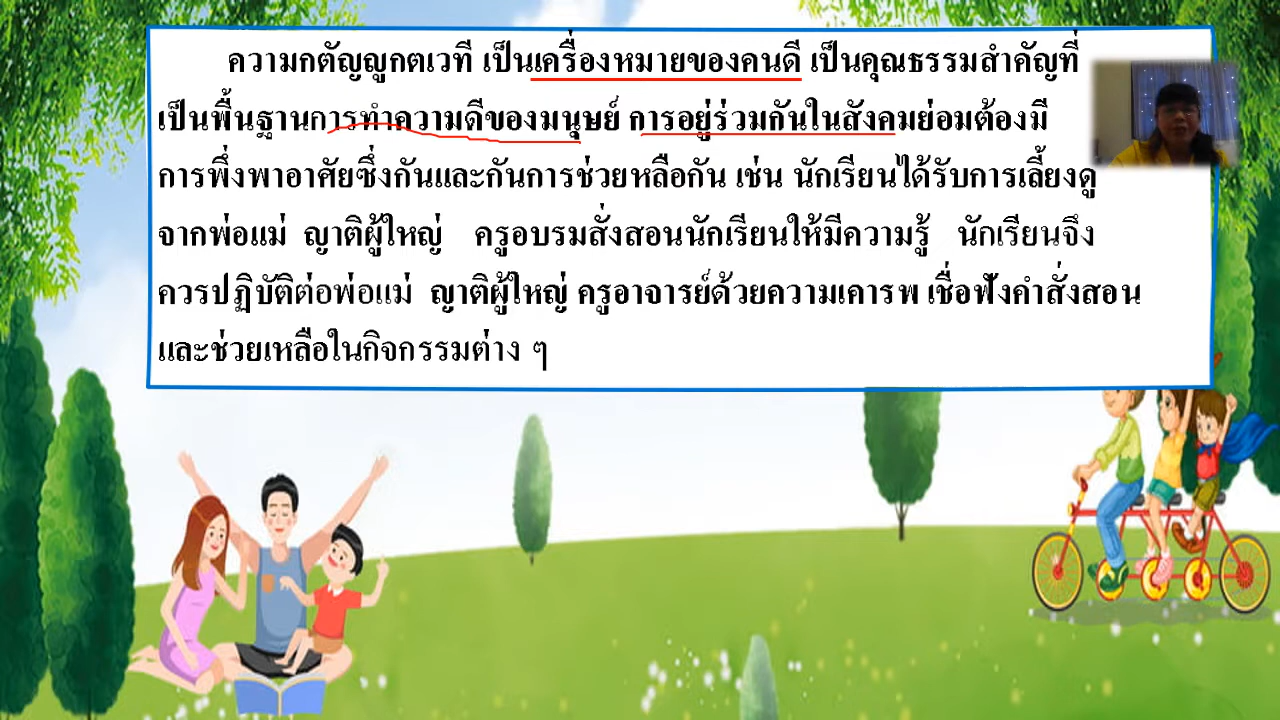 ความกตัญญูกตเวที เป็นเครื่องหมายของคนดี เป็นคุณธรรมสำคัญที่
เป็นพื้นฐานการทำความดีของมนุษย์ การอยู่ร่วมกันในสังคมย่อมต้องมี
การพึ่งพาอาศัยซึ่งกันและกันการช่วยหลือกัน เช่น นักเรียนได้รับการเลี้ยงดู
จากพ่อแม่ ญาติผู้ใหญ่ ครูอบรมสั่งสอนนักเรียนให้มีความรู้ นักเรียนจึง
ควรปฏิบัติต่อพ่อแม่ ญาติผู้ใหญ่ ครูอาจารย์ด้วยความเคารพ เชื่อฟังคำสั่งสอน
และช่วยเหลือในกิจกรรมต่าง ๆ